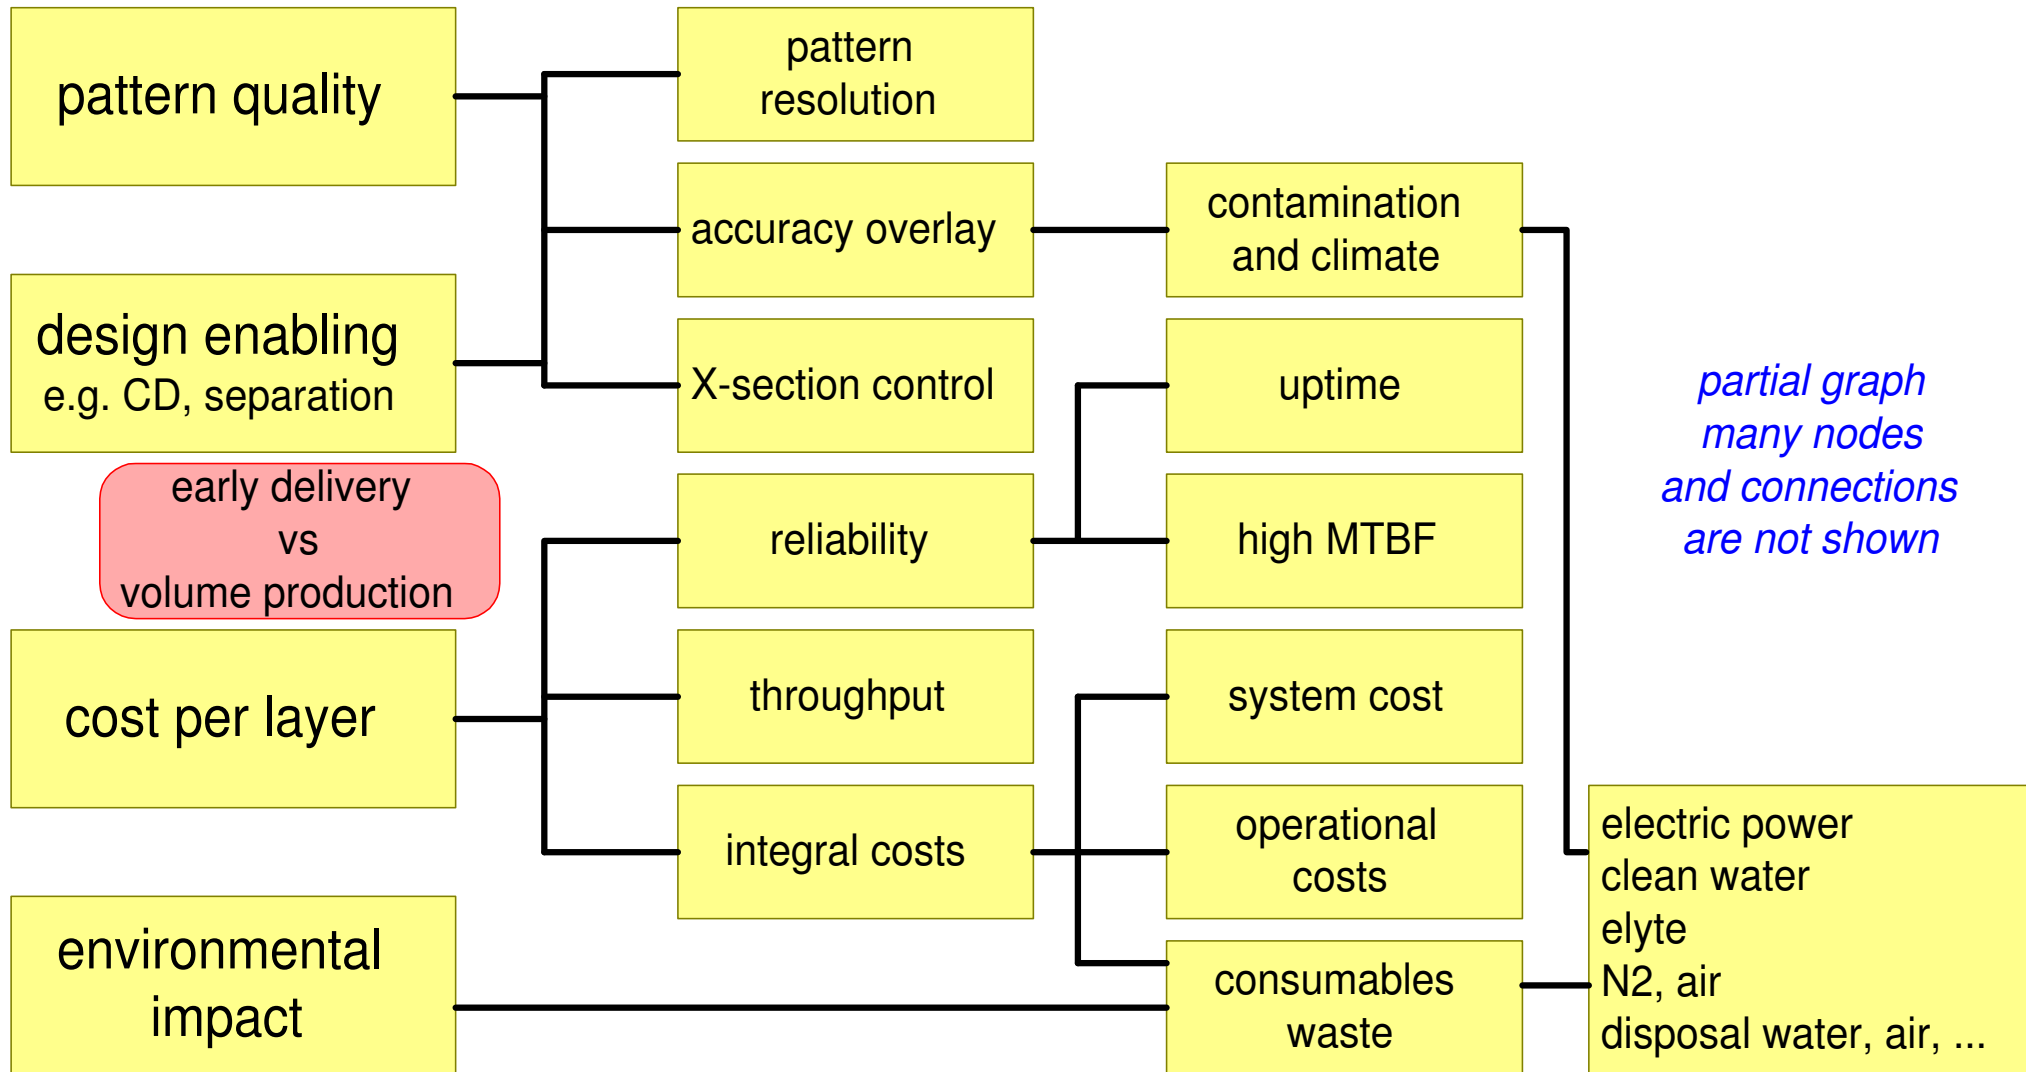 pattern quality
design enabling
e.g. CD, separation
early delivery
vs
volume production
cost per layer
environmental
impact
pattern
resolution
accuracy overlay
X-section control
reliability
throughput
integral costs
contamination
and climate
uptime
high MTBF
system cost
operational
costs
consumables
waste
partial graph
many nodes
and connections
are not shown
electric power
clean water
elyte
N2, air
disposal water, air, ...